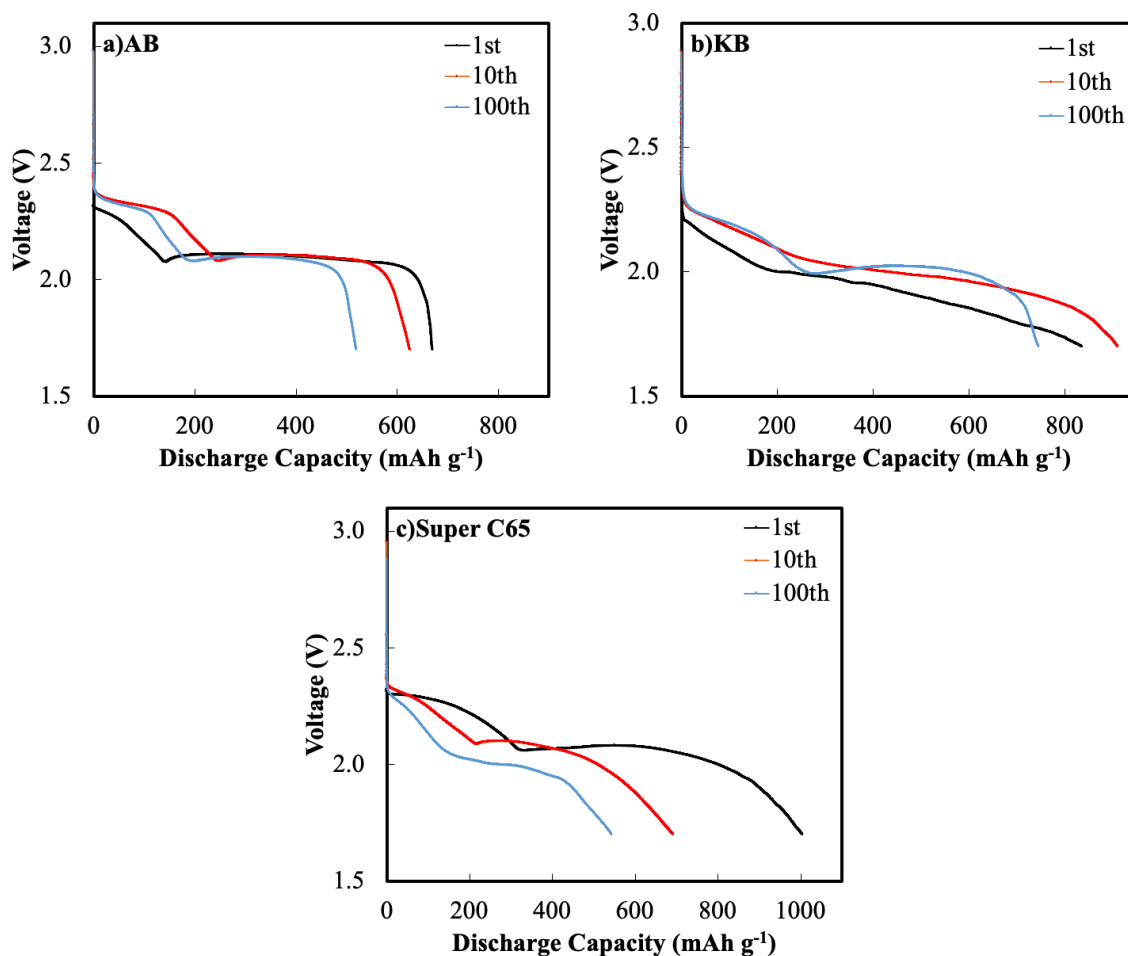 a)AB
1st
10th
100th
3.0
2.5
2.0
1.5
Voltage (V)
0 200 400 600 800
Discharge Capacity (mAh g⁻¹)
b)KB
1st
10th
100th
3.0
2.5
2.0
1.5
Voltage (V)
0 200 400 600 800
Discharge Capacity (mAh g⁻¹)
c)Super C65
1st
10th
100th
3.0
2.5
2.0
1.5
Voltage (V)
0 200 400 600 800 1000
Discharge Capacity (mAh g⁻¹)